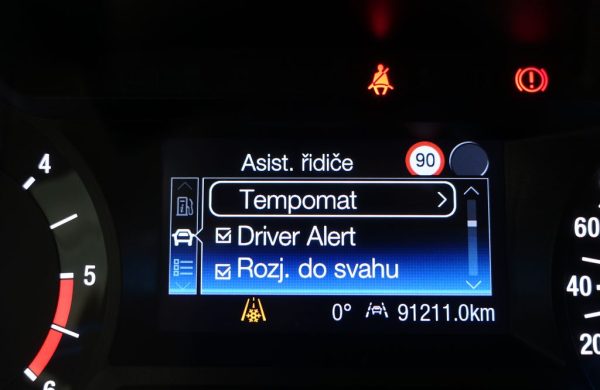 Asist. řidiče 90
4
Tempomat
Driver Alert
60
5
Rozj. do svahu
40
0° 91211.0km
20
6